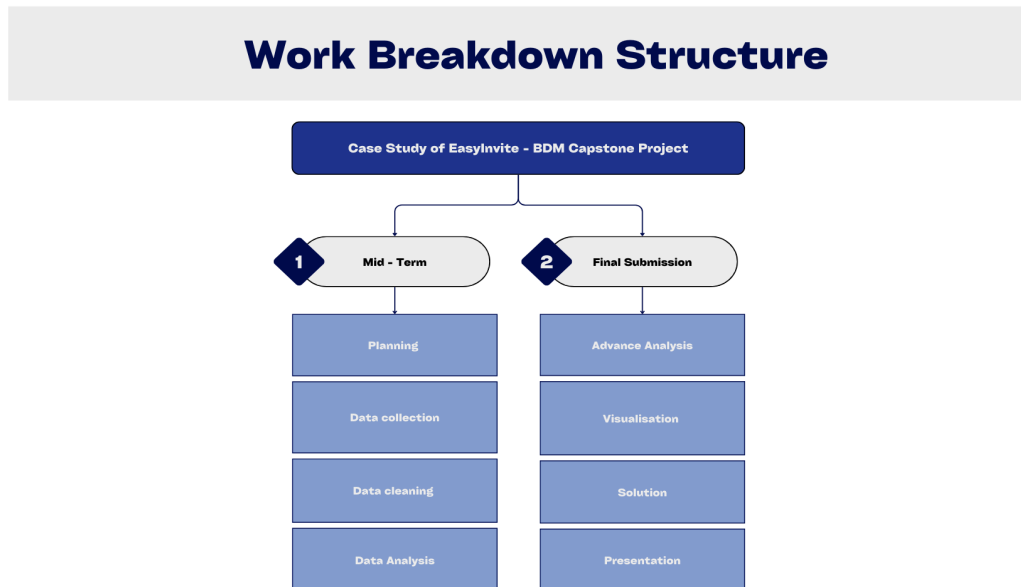 Work Breakdown Structure
Case Study of EasyInvite - BDM Capstone Project
1
Mid - Term
2
Final Submission
Planning
Advance Analysis
Data collection
Visualisation
Data cleaning
Solution
Data Analysis
Presentation